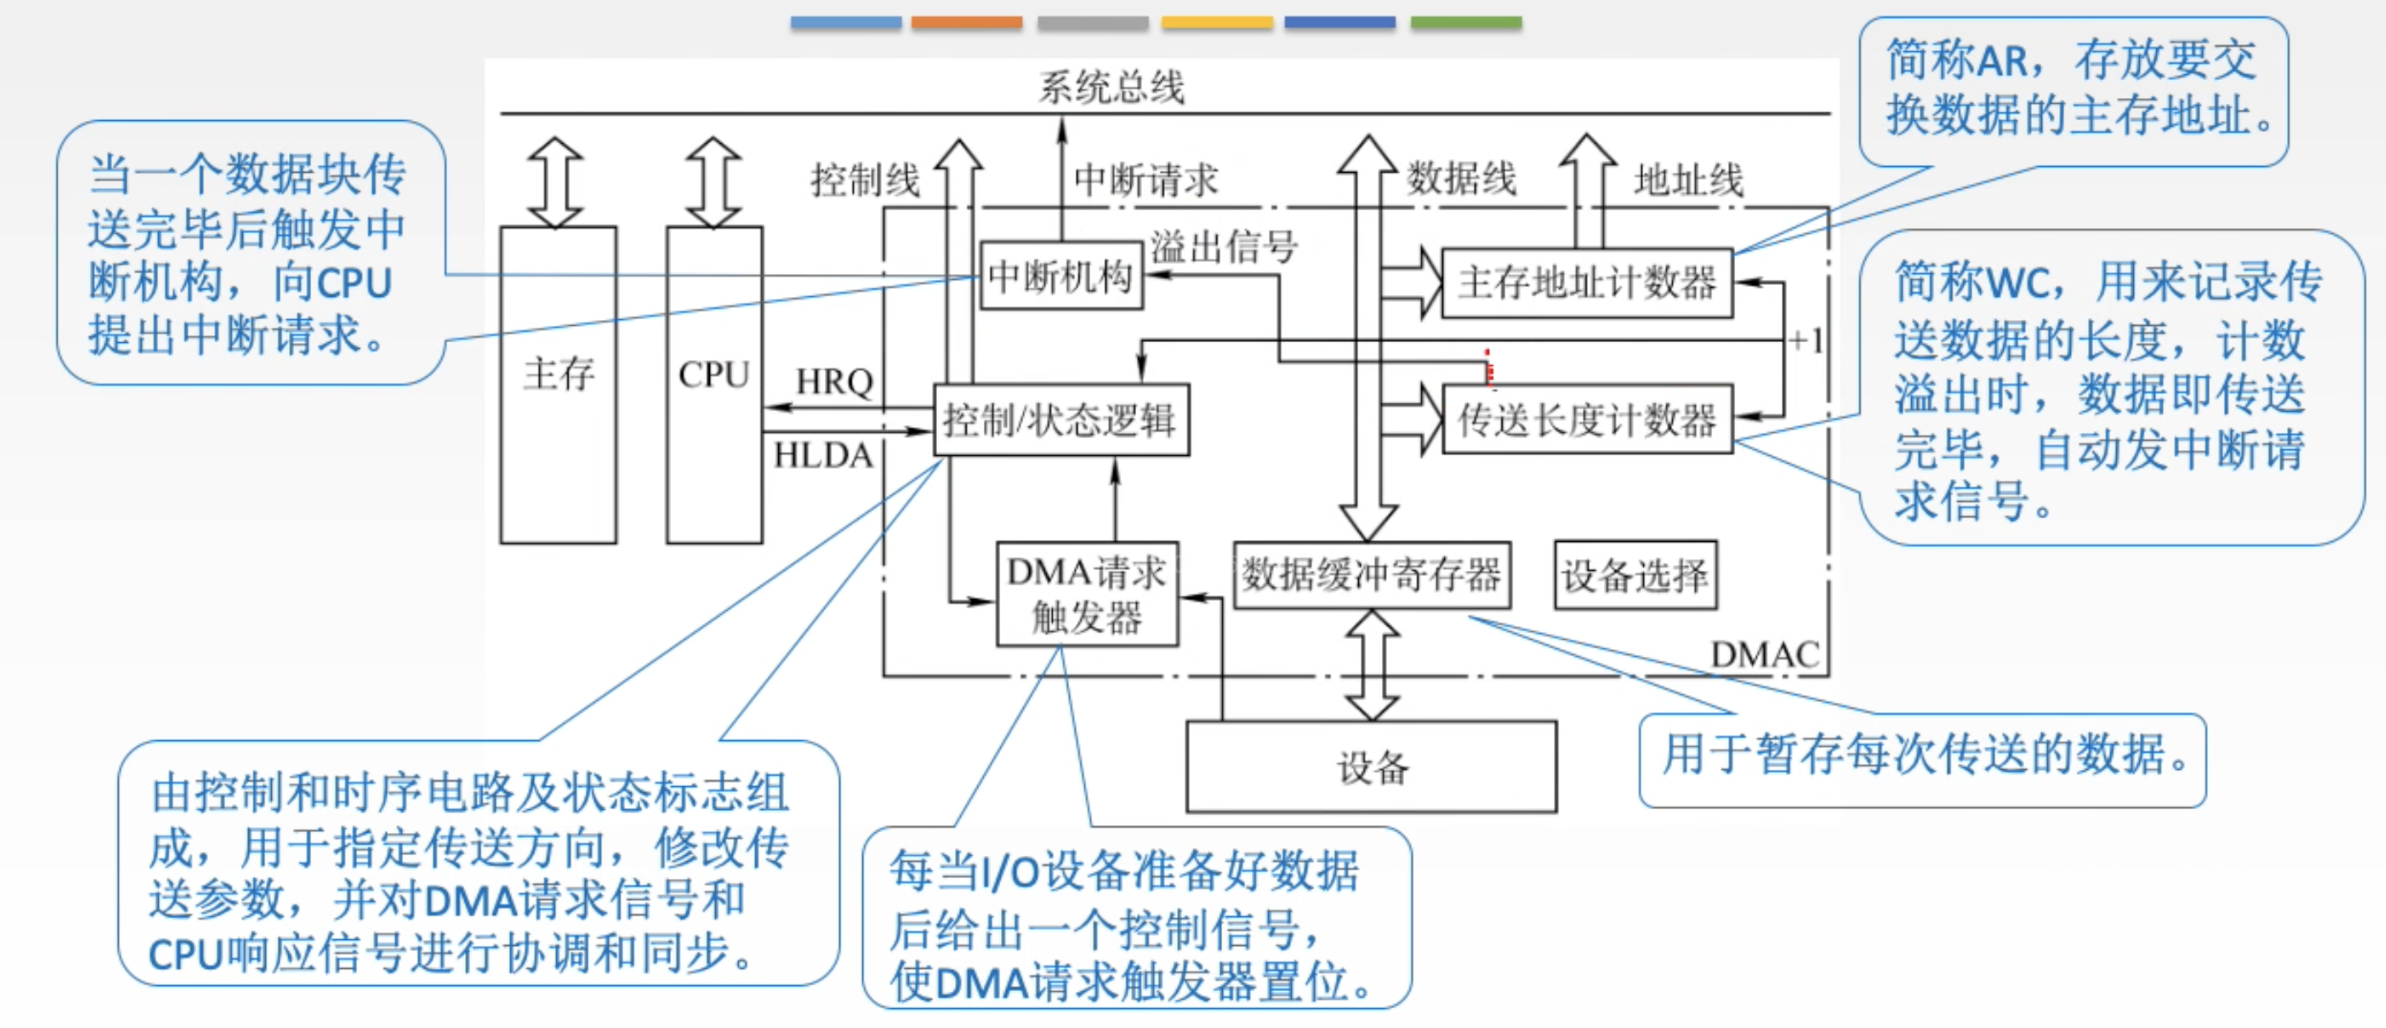 系统总线
简称AR，存放要交
换数据的主存地址。
当一个数据块传
送完毕后触发中
断机构，向CPU
提出中断请求。
控制线
中断请求
数据线
地址线
溢出信号
中断机构
主存地址计数器
简称WC，用来记录传
送数据的长度，计数
溢出时，数据即传送
完毕，自动发中断请
求信号。
+1
主存
CPU
HRQ
HLDA
控制/状态逻辑
传送长度计数器
DMA请求
触发器
数据缓冲寄存器
设备选择
DMAC
设备
用于暂存每次传送的数据。
由控制和时序电路及状态标志组
成，用于指定传送方向，修改传
送参数，并对DMA请求信号和
CPU响应信号进行协调和同步。
每当I/O设备准备好数据
后给出一个控制信号，
使DMA请求触发器置位。